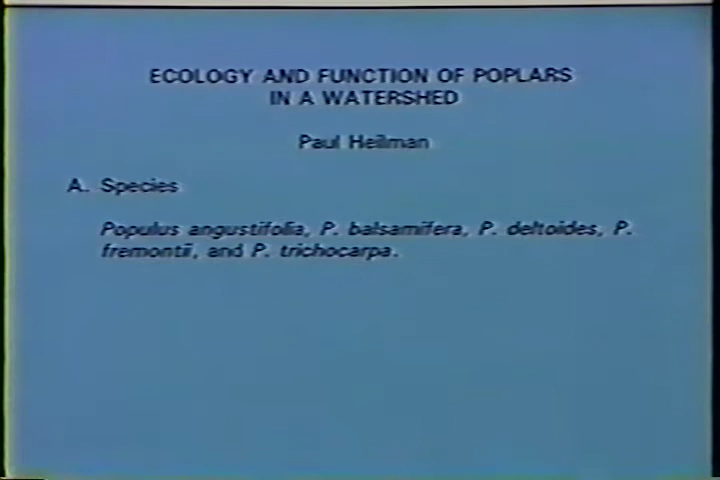 ECOLOGY AND FUNCTION OF POPLARS
IN A WATERSHED
Paul Heilman
A. Species
Populus angustifolia, P. balsamifera, P. deltoides, P.
fremontii, and P. trichocarpa.